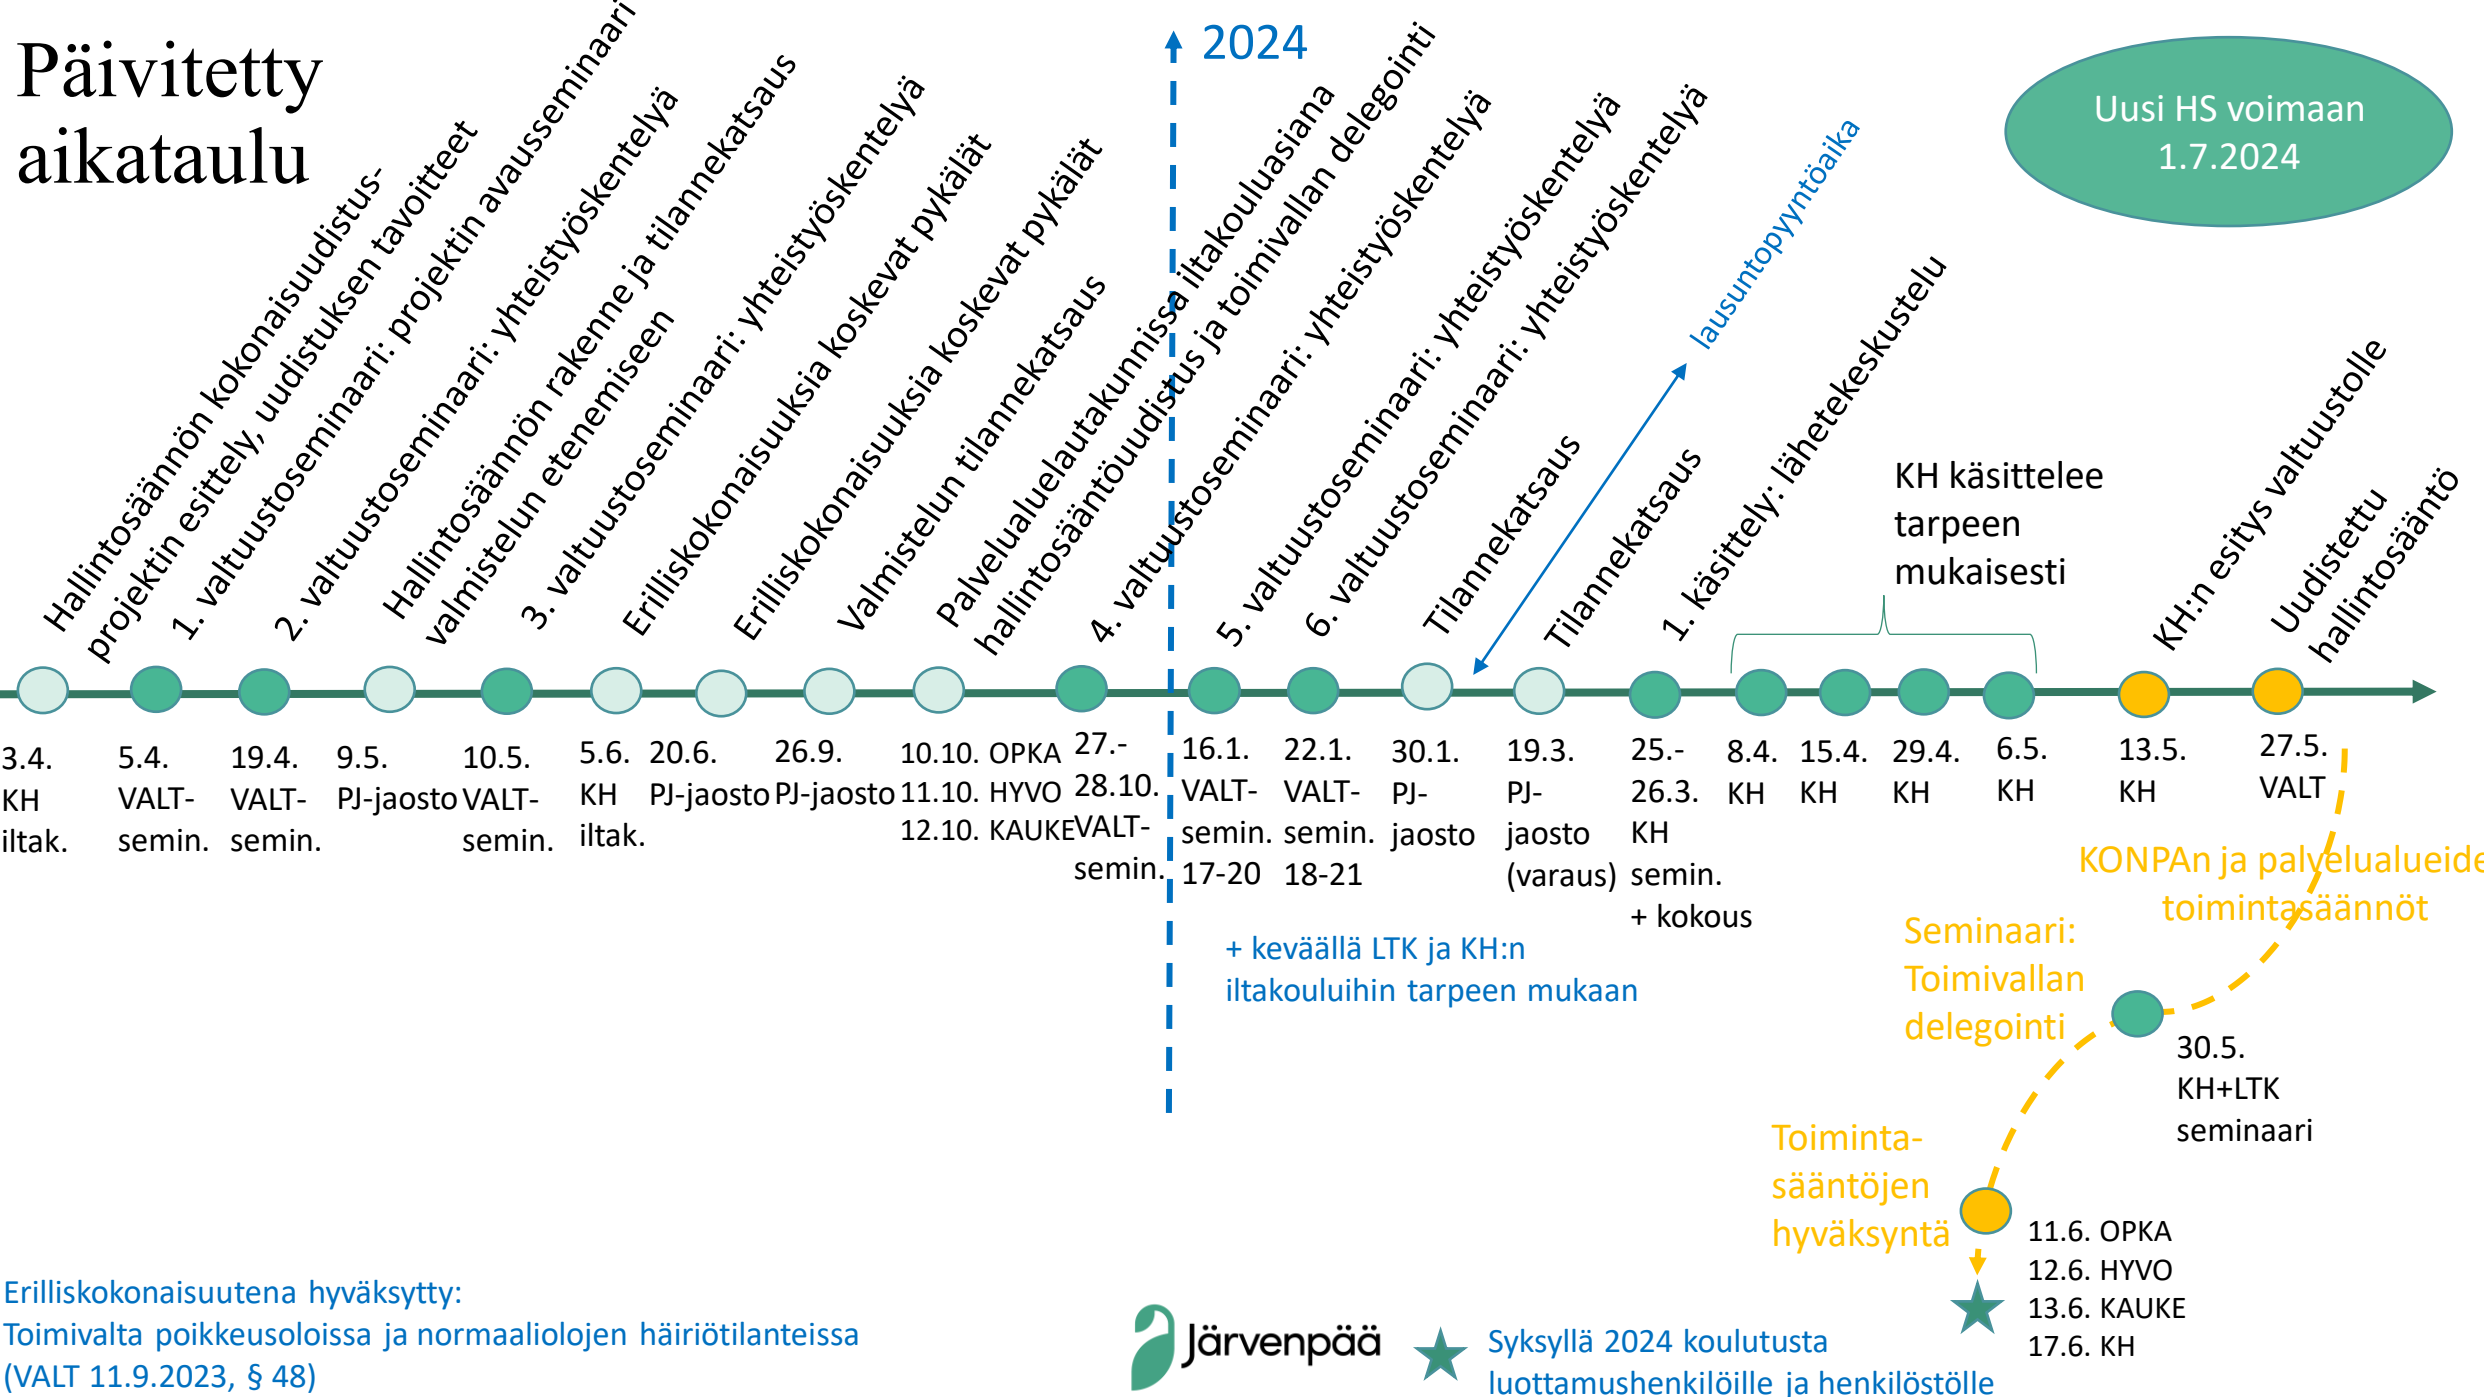 Päivitetty
aikataulu
2024
Uusi HS voimaan
1.7.2024
Hallintosäännön kokonaisuudistus-
projektin esittely, uudistuksen tavoitteet
1. valtuustoseminaari: projektin avausseminaari
2. valtuustoseminaari: yhteistyöskentelyä
Hallintosäännön rakenne ja tilannekatsaus
valmistelun etenemiseen
3. valtuustoseminaari: yhteistyöskentelyä
Erilliskokonaisuuksia koskevat pykälät
Erilliskokonaisuuksia koskevat pykälät
Valmistelun tilannekatsaus
Palvelualuelautakunnissa iltakouluasiana
hallintosääntöuudistus ja toimivallan delegointi
4. valtuustoseminaari: yhteistyöskentelyä
5. valtuustoseminaari: yhteistyöskentelyä
6. valtuustoseminaari: yhteistyöskentelyä
Tilannekatsaus
lausuntopyyntöaika
Tilannekatsaus
1. käsittely: lähetekeskustelu
KH käsittelee
tarpeen
mukaisesti
KH:n esitys valtuustolle
Uudistettu
hallintosääntö
3.4.
KH
iltak.
5.4.
VALT-
semin.
19.4.
VALT-
semin.
9.5.
PJ-jaosto
10.5.
VALT-
semin.
5.6.
KH
iltak.
20.6.
PJ-jaosto
26.9.
PJ-jaosto
10.10. OPKA
11.10. HYVO
12.10. KAUKE
27.-
28.10.
VALT-
semin.
16.1.
VALT-
semin.
17-20
22.1.
VALT-
semin.
18-21
30.1.
PJ-
jaosto
19.3.
PJ-
jaosto
(varaus)
25.-
26.3.
KH
semin.
+ kokous
8.4.
KH
15.4.
KH
29.4.
KH
6.5.
KH
13.5.
KH
27.5.
VALT
+ keväällä LTK ja KH:n
iltakouluihin tarpeen mukaan
KONPAn ja palvelualueide
toimintasäännöt
Seminaari:
Toimivallan
delegointi
30.5.
KH+LTK
seminaari
Toiminta-
sääntöjen
hyväksyntä
11.6. OPKA
12.6. HYVO
13.6. KAUKE
17.6. KH
Erilliskokonaisuutena hyväksytty:
Toimivalta poikkeusoloissa ja normaaliolojen häiriötilanteissa
(VALT 11.9.2023, § 48)
Järvenpää
Syksyllä 2024 koulutusta
luottamushenkilöille ja henkilöstölle